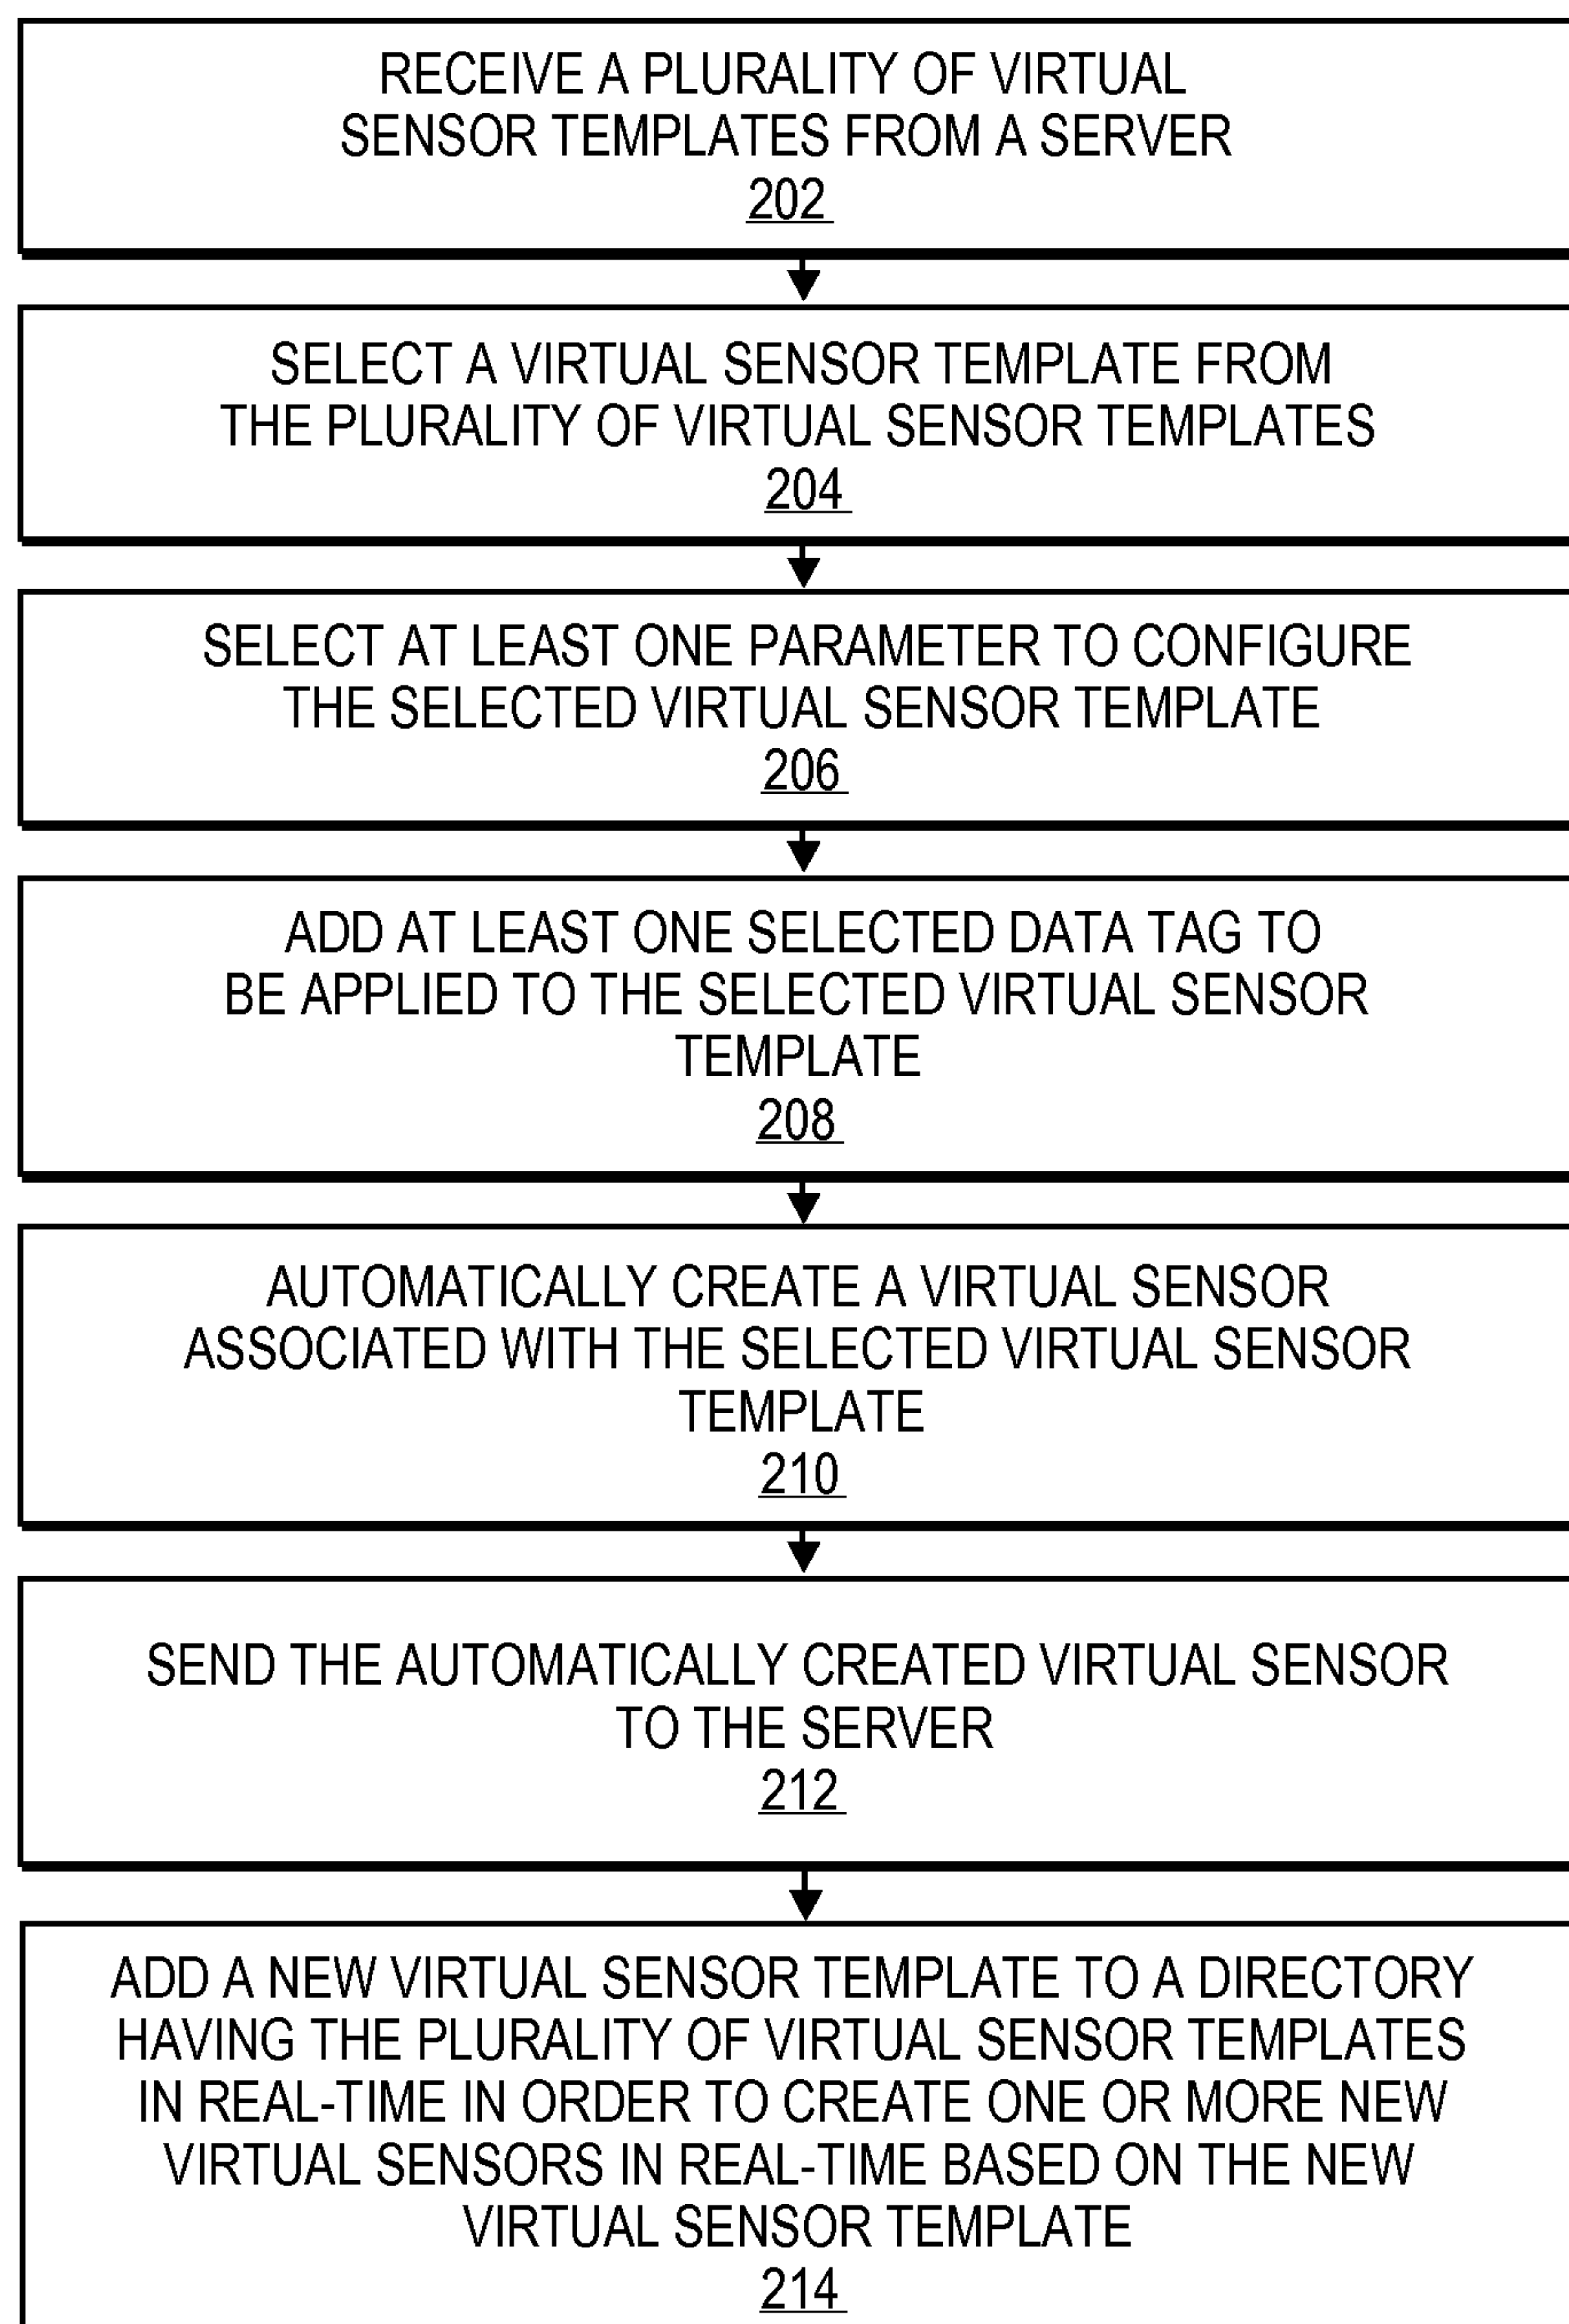 RECEIVE A PLURALITY OF VIRTUAL
SENSOR TEMPLATES FROM A SERVER
202
SELECT A VIRTUAL SENSOR TEMPLATE FROM
THE PLURALITY OF VIRTUAL SENSOR TEMPLATES
204
SELECT AT LEAST ONE PARAMETER TO CONFIGURE
THE SELECTED VIRTUAL SENSOR TEMPLATE
206
ADD AT LEAST ONE SELECTED DATA TAG TO
BE APPLIED TO THE SELECTED VIRTUAL SENSOR
TEMPLATE
208
AUTOMATICALLY CREATE A VIRTUAL SENSOR
ASSOCIATED WITH THE SELECTED VIRTUAL SENSOR
TEMPLATE
210
SEND THE AUTOMATICALLY CREATED VIRTUAL SENSOR
TO THE SERVER
212
ADD A NEW VIRTUAL SENSOR TEMPLATE TO A DIRECTORY
HAVING THE PLURALITY OF VIRTUAL SENSOR TEMPLATES
IN REAL-TIME IN ORDER TO CREATE ONE OR MORE NEW
VIRTUAL SENSORS IN REAL-TIME BASED ON THE NEW
VIRTUAL SENSOR TEMPLATE
214